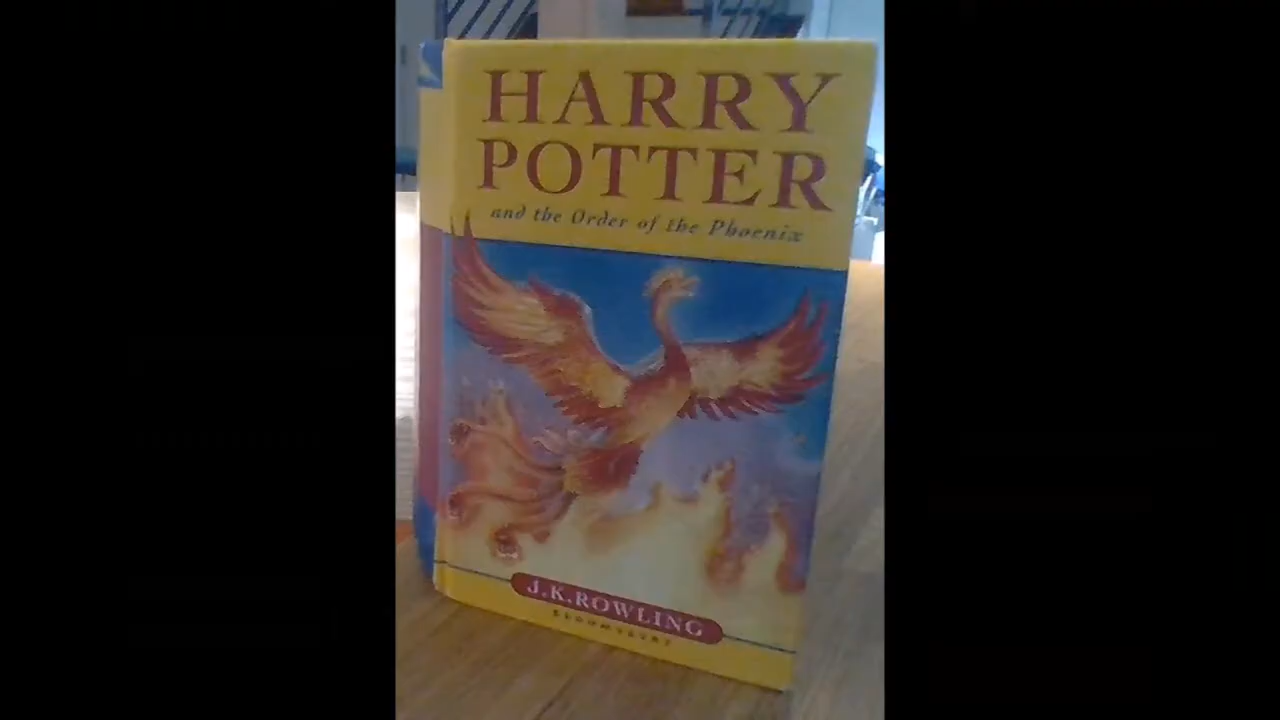 HARRY
POTTER
and the Order of the Phoenix
J.K.ROWLING
BLOOMSBURY